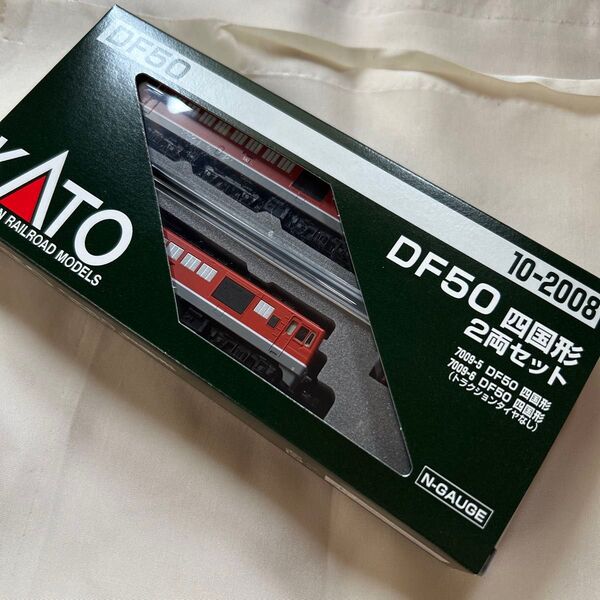 DF50
KATO
N RAILROAD MODELS
10-2008
DF50 四国形
2両セット
7009-5 DF50 四国形
7009-6 DF50 四国形
(トラクションタイヤなし)
N-GAUGE